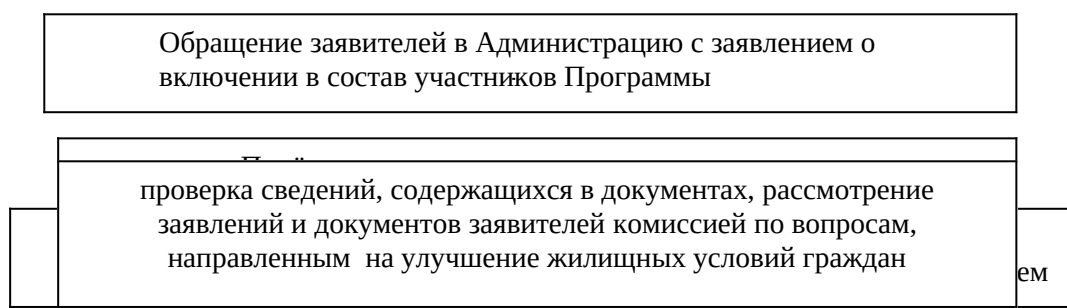 Обращение заявителей в Администрацию с заявлением о
включении в состав участников Программы
проверка сведений, содержащихся в документах, рассмотрение
заявлений и документов заявителей комиссией по вопросам,
направленным на улучшение жилищных условий граждан
ем